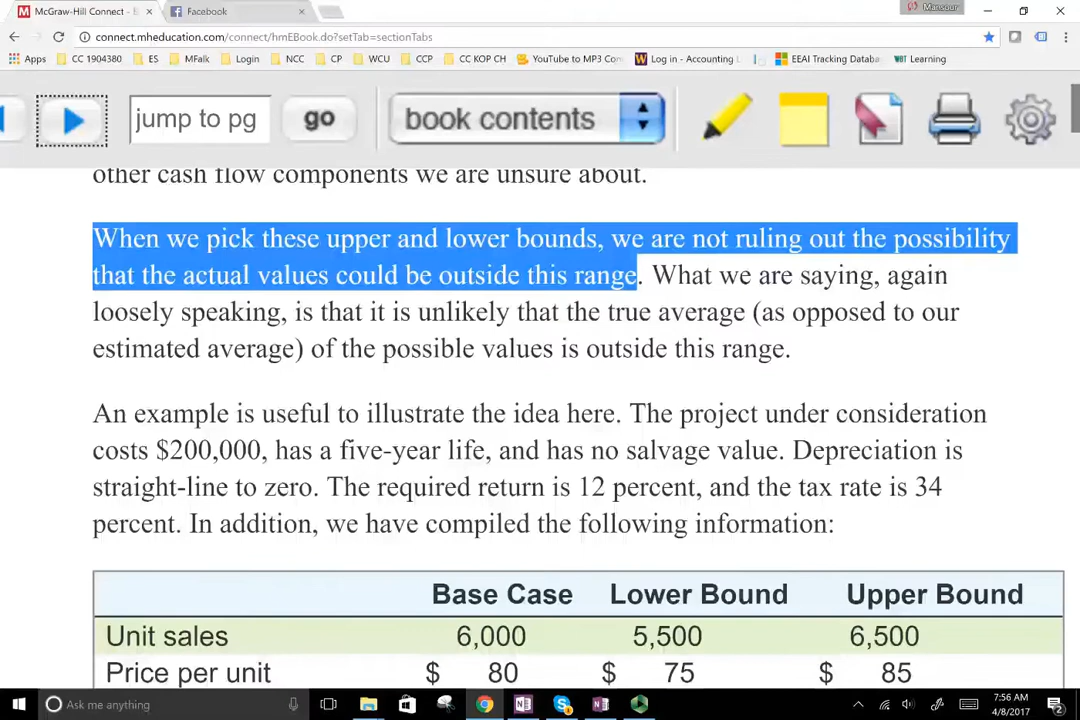 McGraw-Hill Connect - 
Facebook
Mansour
connect.mheducation.com/connect/hmEBook.do?setTab=sectionTabs
Apps CC 1904380 ES MFalk Login NCC CP WCU CCP CC KOP CH YouTube to MP3 Con Log in - Accounting EEAI Tracking Databa Learning
jump to pg go book contents
other cash flow components we are unsure about.
When we pick these upper and lower bounds, we are not ruling out the possibility
that the actual values could be outside this range. What we are saying, again
loosely speaking, is that it is unlikely that the true average (as opposed to our
estimated average) of the possible values is outside this range.
An example is useful to illustrate the idea here. The project under consideration
costs $200,000, has a five-year life, and has no salvage value. Depreciation is
straight-line to zero. The required return is 12 percent, and the tax rate is 34
percent. In addition, we have compiled the following information:
Base Case Lower Bound Upper Bound
Unit sales 6,000 5,500 6,500
Price per unit $ 80 $ 75 $ 85
Ask me anything
7:56 AM
4/8/2017